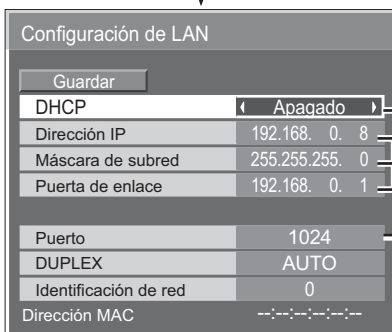 Configuración de LAN
Guardar
DHCP Apagado
Dirección IP 192.168. 0. 8
Máscara de subred 255.255.255. 0
Puerta de enlace 192.168. 0. 1
Puerto 1024
DUPLEX AUTO
Identificación de red 0
Dirección MAC --:--:--:--:--:--